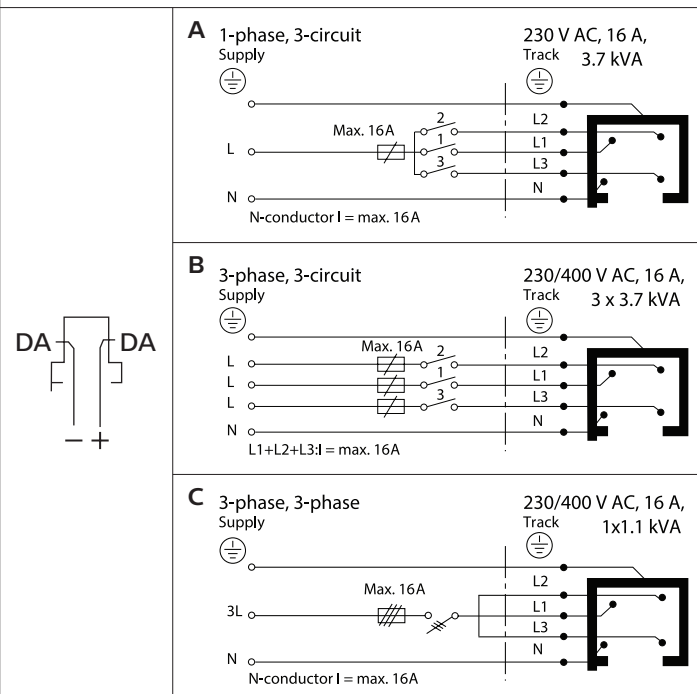 A 1-phase, 3-circuit 230 V AC, 16 A,
Supply Track 3.7 kVA
2 L2
Max. 16A
L 1 L1
3 L3
N N
N-conductor I = max. 16A
B 3-phase, 3-circuit 230/400 V AC, 16 A,
Supply Track 3 x 3.7 kVA
Max. 16A 2 L2
L
L 1 L1
L 3 L3
N N
L1+L2+L3:I = max. 16A
DA DA
– +
C 3-phase, 3-phase 230/400 V AC, 16 A,
Supply Track 1x1.1 kVA
L2
Max. 16A
3L L1
L3
N N
N-conductor I = max. 16A